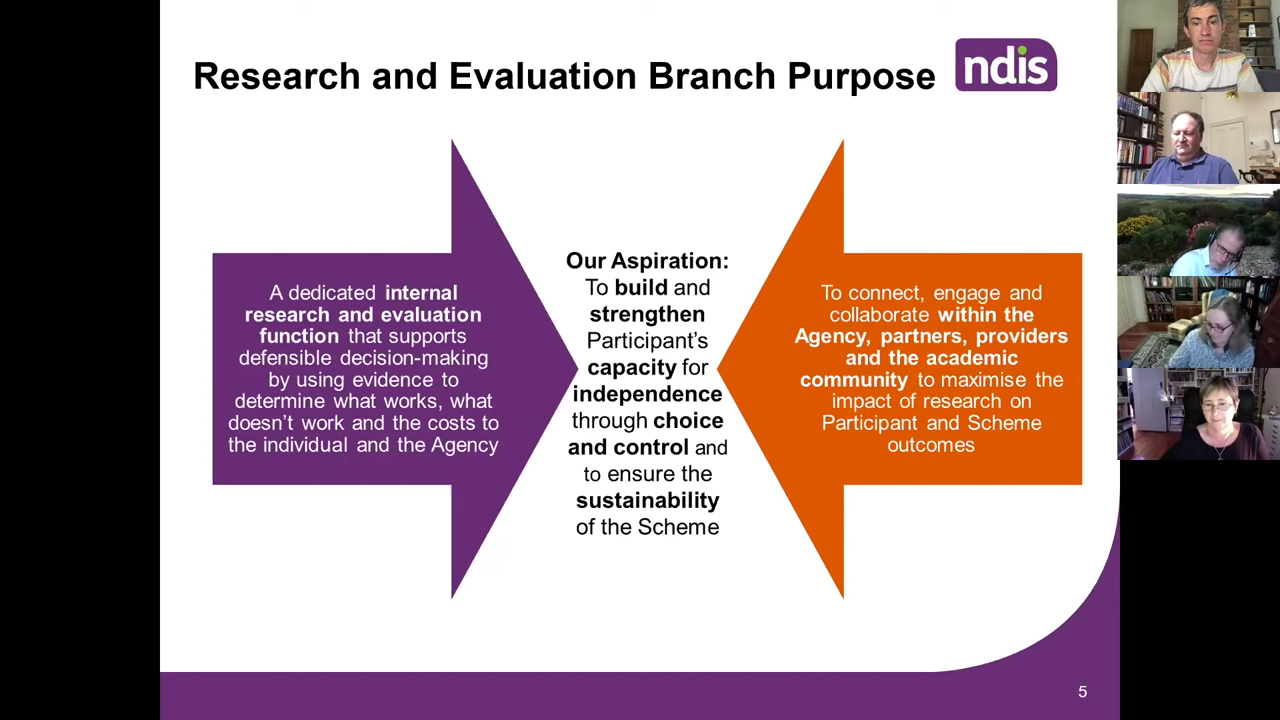 Research and Evaluation Branch Purpose
ndis
A dedicated internal
research and evaluation
function that supports
defensible decision-making
by using evidence to
determine what works, what
doesn’t work and the costs to
the individual and the Agency
Our Aspiration:
To build and
strengthen
Participant’s
capacity for
independence
through choice
and control and
to ensure the
sustainability
of the Scheme
To connect, engage and
collaborate within the
Agency, partners, providers
and the academic
community to maximise the
impact of research on
Participant and Scheme
outcomes
5